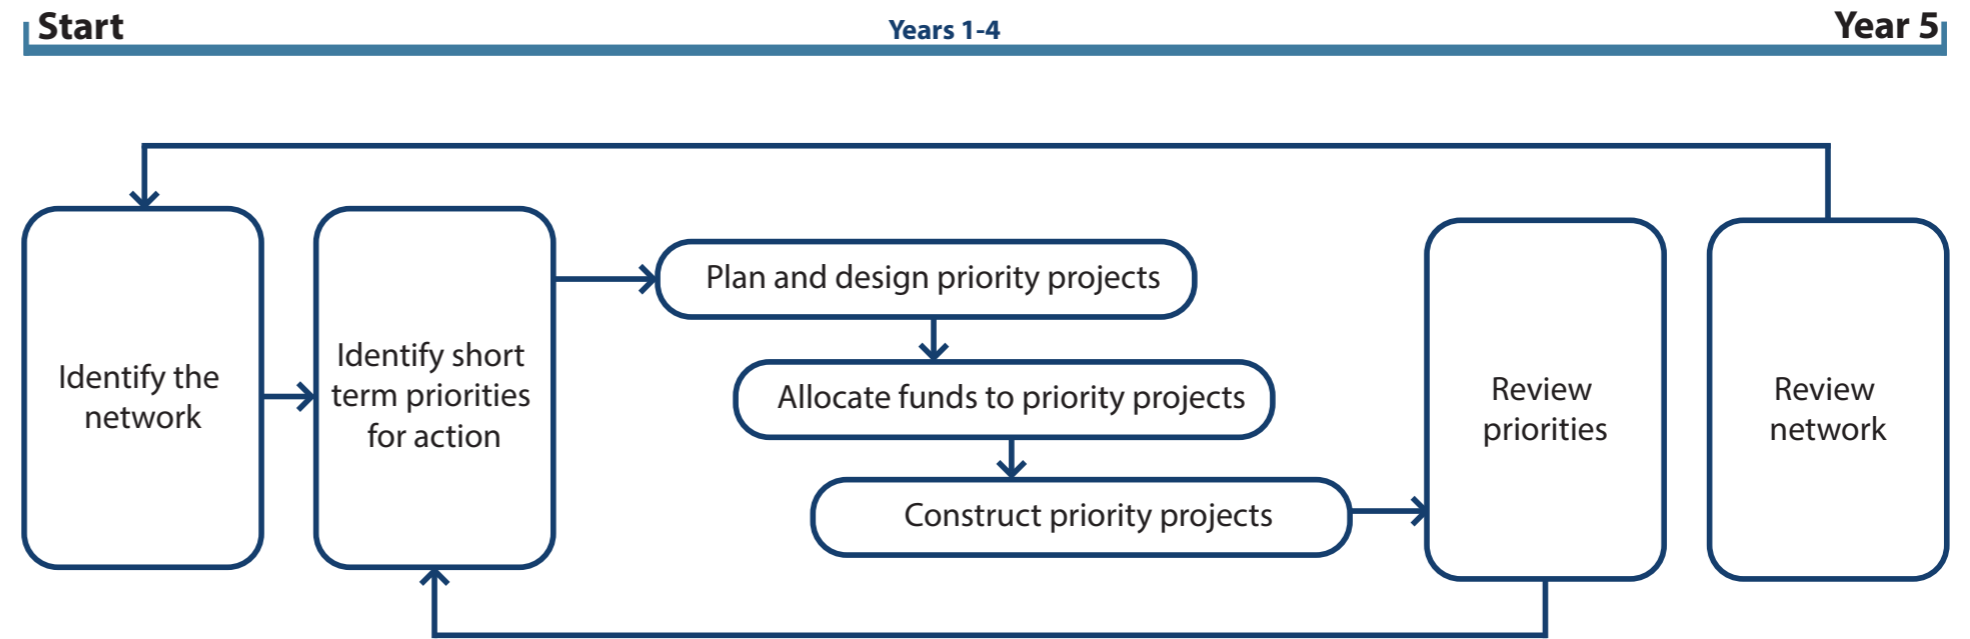 Start
Years 1-4
Year 5
Identify the
network
Identify short
term priorities
for action
Plan and design priority projects
Allocate funds to priority projects
Construct priority projects
Review
priorities
Review
network